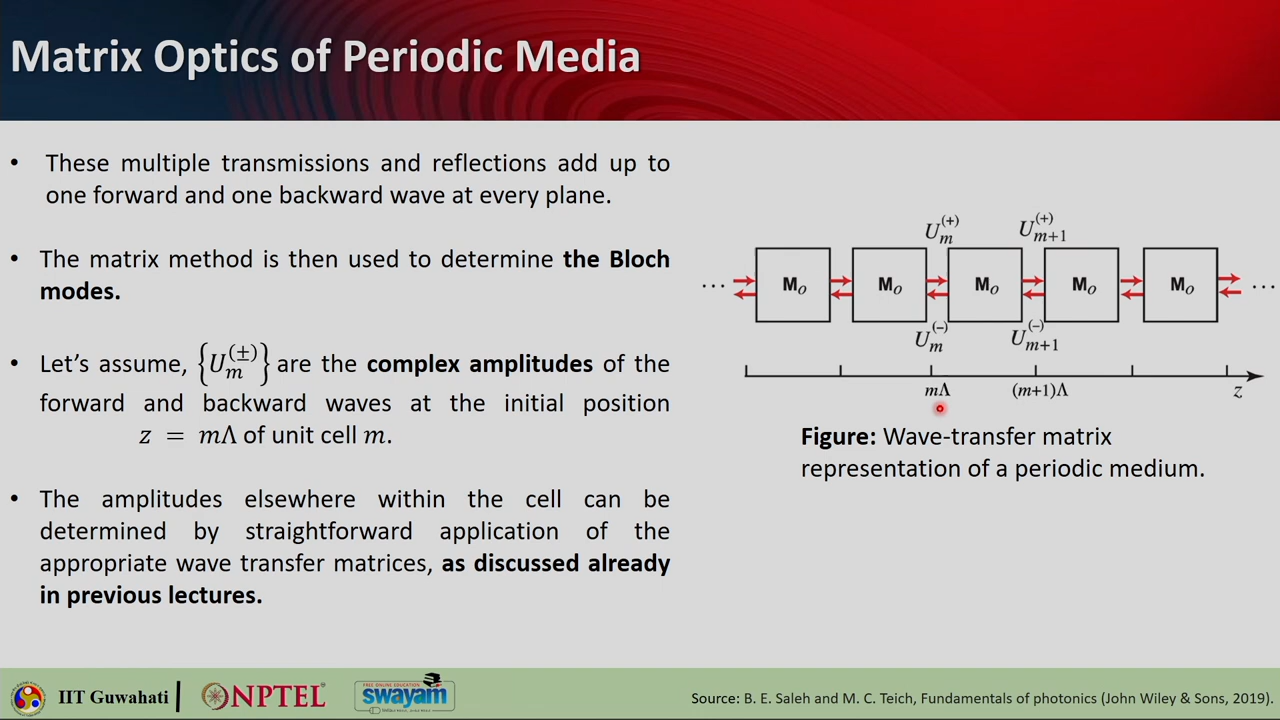 Matrix Optics of Periodic Media
• These multiple transmissions and reflections add up to
one forward and one backward wave at every plane.
• The matrix method is then used to determine the Bloch
modes.
• Let's assume, {U_m^(±)} are the complex amplitudes of the
forward and backward waves at the initial position
z = mΛ of unit cell m.
• The amplitudes elsewhere within the cell can be
determined by straightforward application of the
appropriate wave transfer matrices, as discussed already
in previous lectures.
U_m^(+) U_{m+1}^(+)
... M_o M_o M_o M_o M_o ...
U_m^(−) U_{m+1}^(−)
mΛ (m+1)Λ z
Figure: Wave-transfer matrix
representation of a periodic medium.
IIT Guwahati
NPTEL
FREE ONLINE EDUCATION
swayam
Source: B. E. Saleh and M. C. Teich, Fundamentals of photonics.(John Wiley & Sons, 2019).